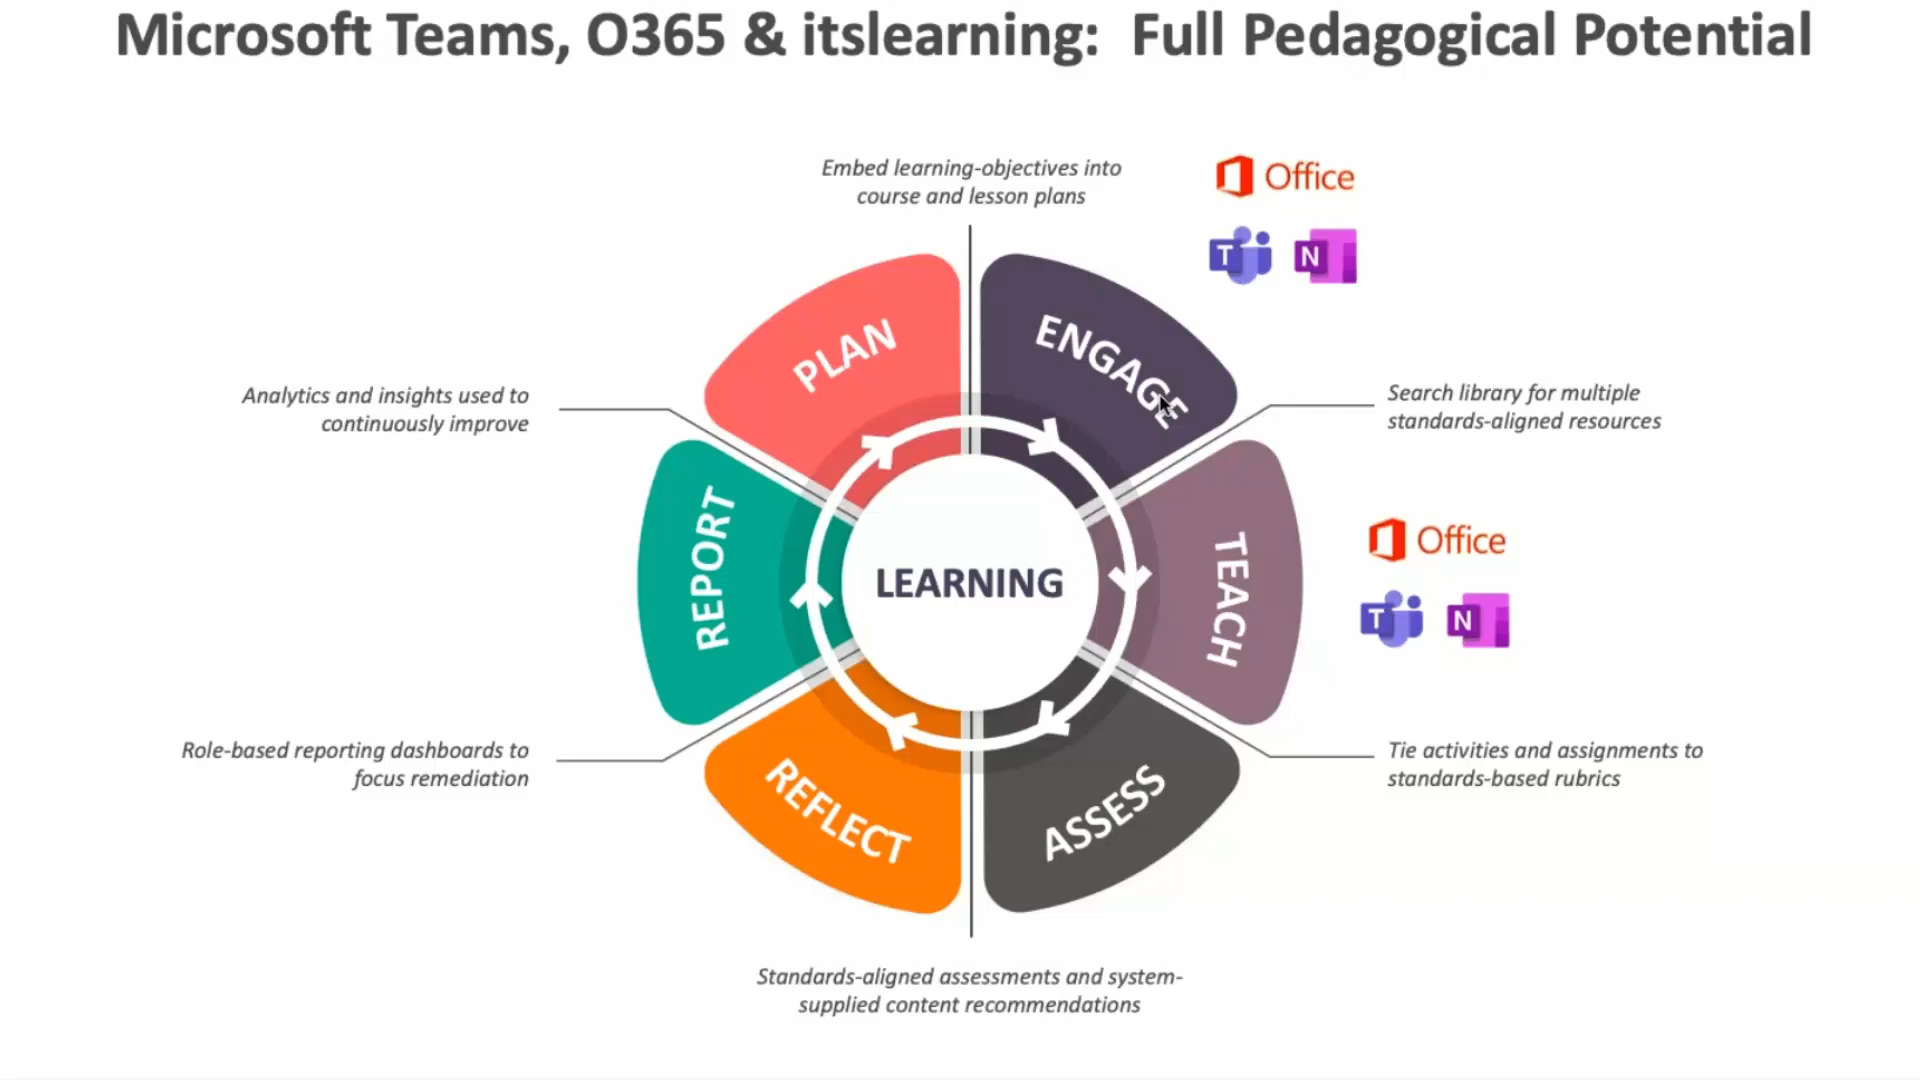 Microsoft Teams, O365 & itslearning: Full Pedagogical Potential
Embed learning-objectives into
course and lesson plans
Office
T N
PLAN
ENGAGE
Analytics and insights used to
continuously improve
Search library for multiple
standards-aligned resources
REPORT
LEARNING
TEACH
Office
T N
Role-based reporting dashboards to
focus remediation
Tie activities and assignments to
standards-based rubrics
REFLECT
ASSESS
Standards-aligned assessments and system-
supplied content recommendations